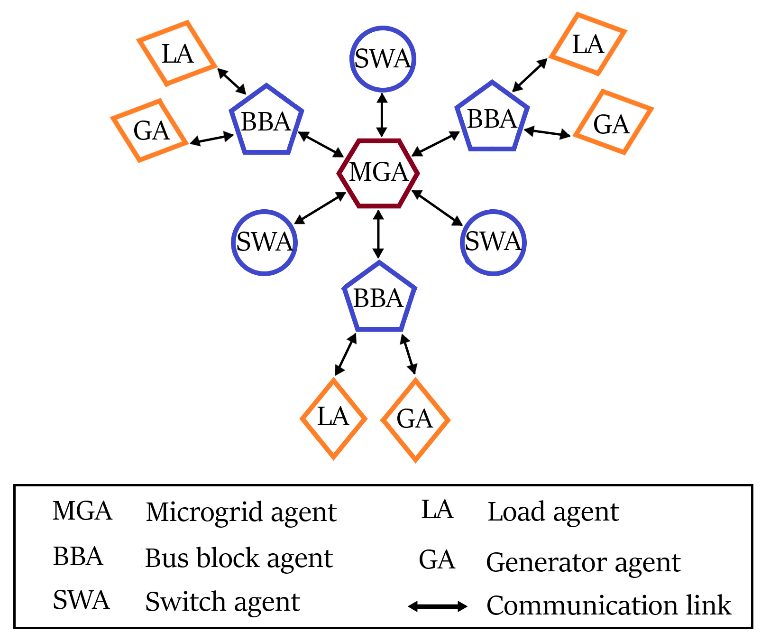 LA
SWA
LA
GA
BBA
BBA
GA
MGA
SWA
SWA
BBA
LA
GA
MGA Microgrid agent
LA Load agent
BBA Bus block agent
GA Generator agent
SWA Switch agent
Communication link